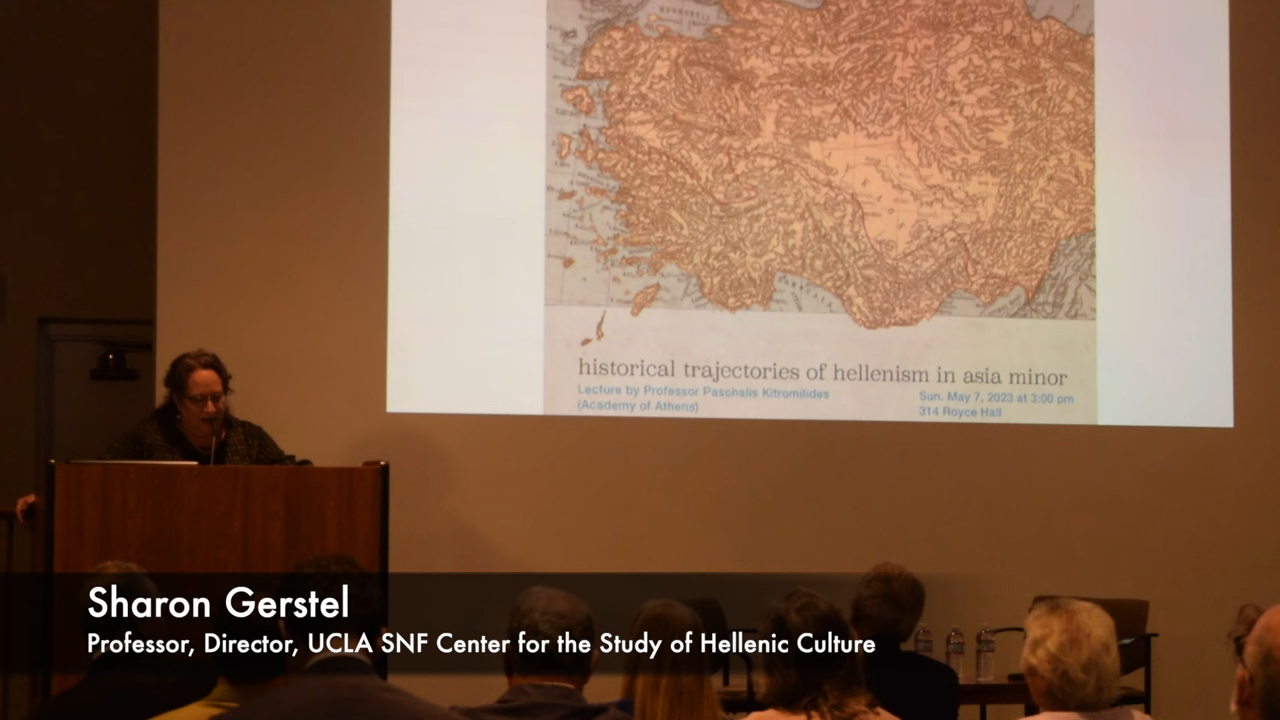 historical trajectories of hellenism in asia minor
Lecture by Professor Paschalis Kitromilides
(Academy of Athens)
Sun. May 7, 2023 at 3:00 pm
314 Royce Hall
Sharon Gerstel
Professor, Director, UCLA SNF Center for the Study of Hellenic Culture